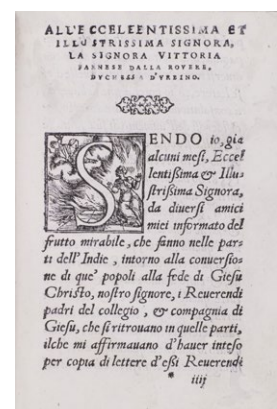 ALL'ECCELLENTISSIMA ET
ILLVSTRISSIMA SIGNORA,
LA SIGNORA VITTORIA
FARNESE DALLA ROVERE,
DVCHESSA D'VRBINO.
SENDO io, gia
alcuni mesi, Eccel
lentißima & Illu-
strißima Signora,
da diuersi amici
miei informato del
frutto mirabile, che fanno nelle par-
ti dell'Indie, intorno alla conuersio-
ne di que' popoli alla fede di Giesu
Christo, nostro signore, i Reuerendi
padri del collegio, & compagnia di
Giesu, che si ritrouano in quelle parti,
ilche mi affirmauano d'hauer inteso
per copia di lettere d'eßi Reuerendi
* iiij